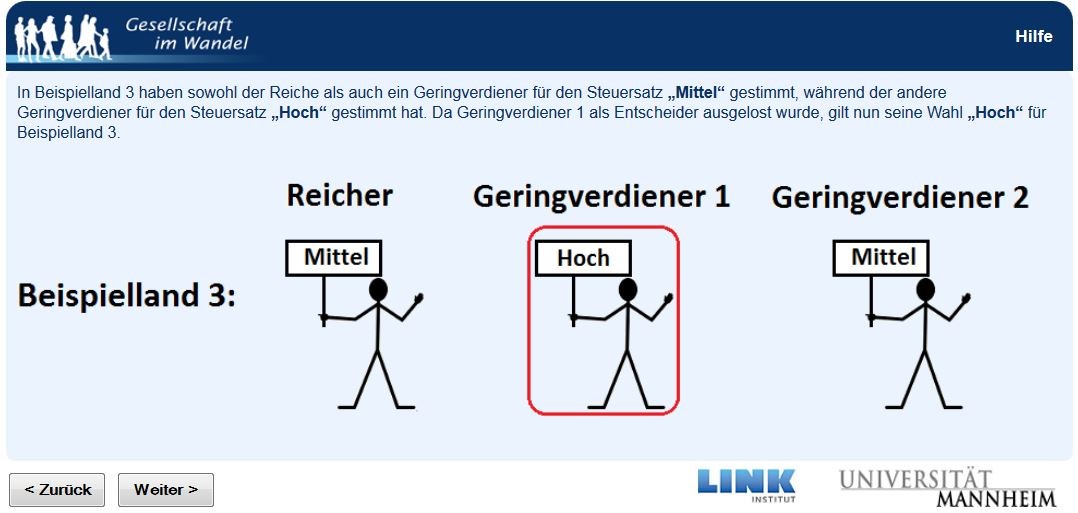 Gesellschaft
im Wandel
Hilfe
In Beispielland 3 haben sowohl der Reiche als auch ein Geringverdiener für den Steuersatz „Mittel“ gestimmt, während der andere
Geringverdiener für den Steuersatz „Hoch“ gestimmt hat. Da Geringverdiener 1 als Entscheider ausgelost wurde, gilt nun seine Wahl „Hoch“ für
Beispielland 3.
Reicher Geringverdiener 1 Geringverdiener 2
Mittel Hoch Mittel
Beispielland 3:
< Zurück Weiter >
LINK
INSTITUT
UNIVERSITÄT
MANNHEIM